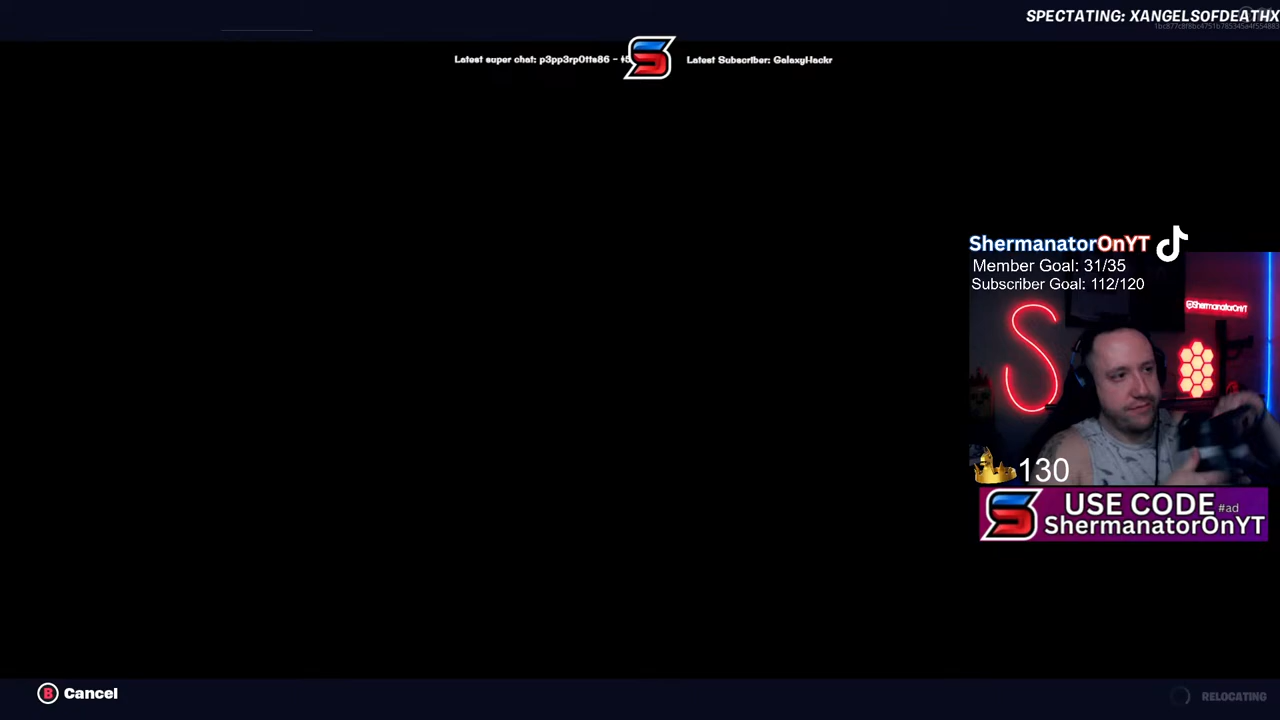 SPECTATING: XANGELSOFDEATHX
Latest super chat: p3pp3rp0tts86 -
Latest Subscriber: GalaxyHackr
ShermanatorOnYT
Member Goal: 31/35
Subscriber Goal: 112/120
@ShermanatorOnYT
S
130
USE CODE #ad
ShermanatorOnYT
B Cancel
RELOCATING